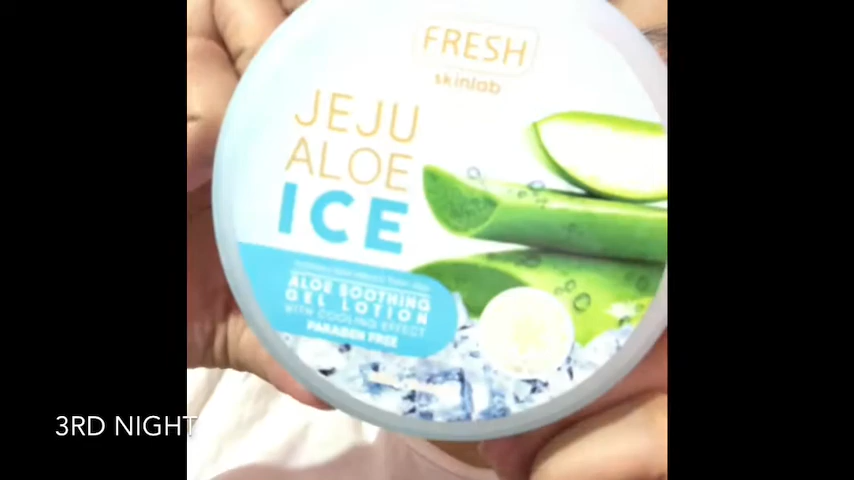 FRESH
skinlab
JEJU
ALOE
ICE
ALOE SOOTHING
GEL LOTION
WITH COOLING EFFECT
PARABEN FREE
3RD NIGHT